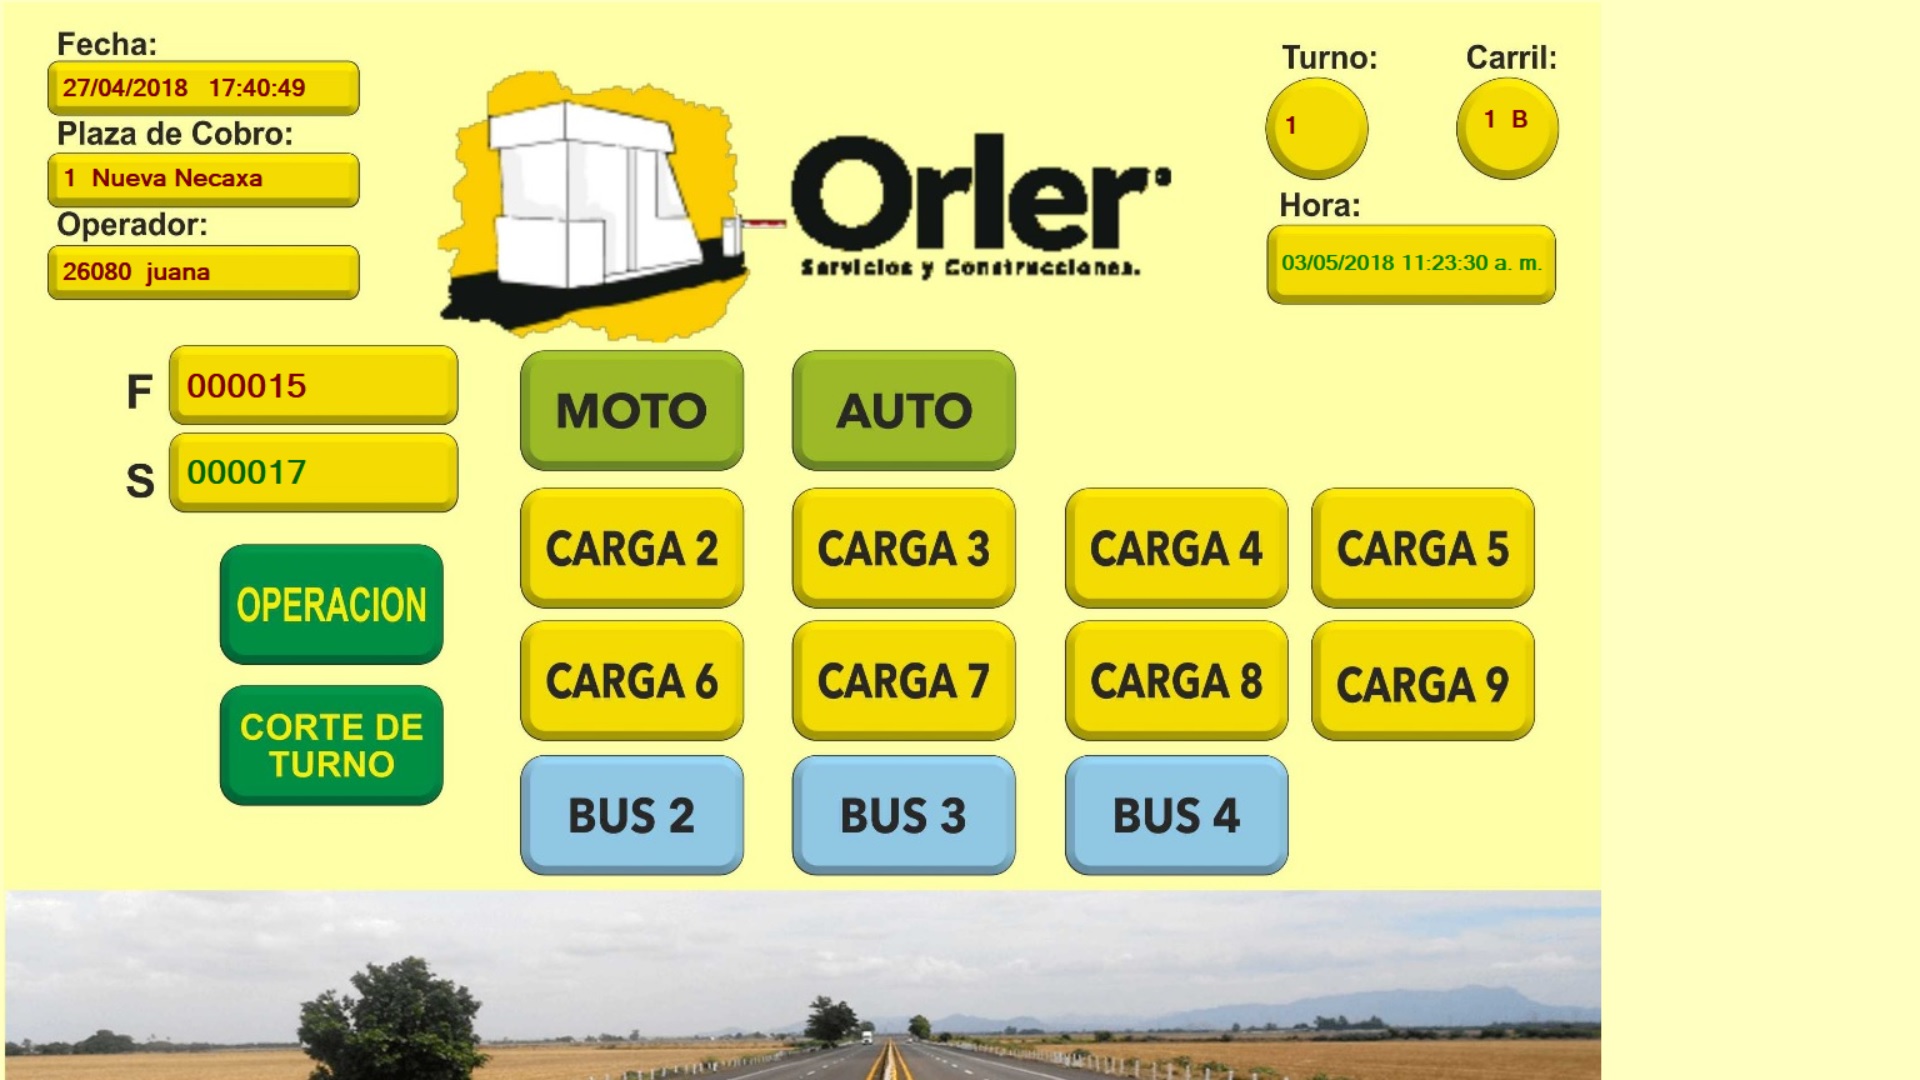 Fecha:
27/04/2018 17:40:49
Plaza de Cobro:
1 Nueva Necaxa
Operador:
26080 juana
Orler
Servicios y Construcciones.
Turno:
1
Carril:
1 B
Hora:
03/05/2018 11:23:30 a. m.
F
000015
S
000017
OPERACION
CORTE DE
TURNO
MOTO
AUTO
CARGA 2
CARGA 3
CARGA 4
CARGA 5
CARGA 6
CARGA 7
CARGA 8
CARGA 9
BUS 2
BUS 3
BUS 4